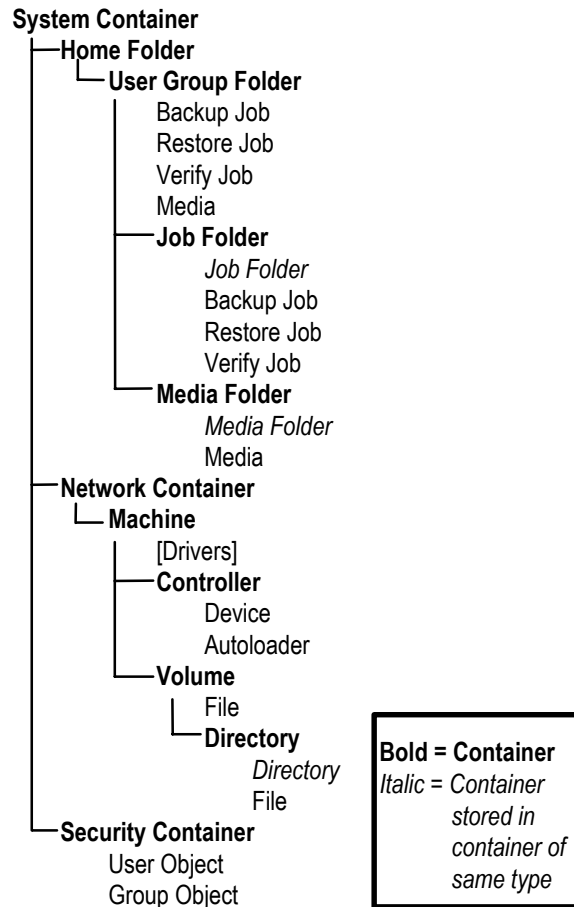 System Container
Home Folder
User Group Folder
Backup Job
Restore Job
Verify Job
Media
Job Folder
Job Folder
Backup Job
Restore Job
Verify Job
Media Folder
Media Folder
Media
Network Container
Machine
[Drivers]
Controller
Device
Autoloader
Volume
File
Directory
Directory
File
Security Container
User Object
Group Object
Bold = Container
Italic = Container
stored in
container of
same type